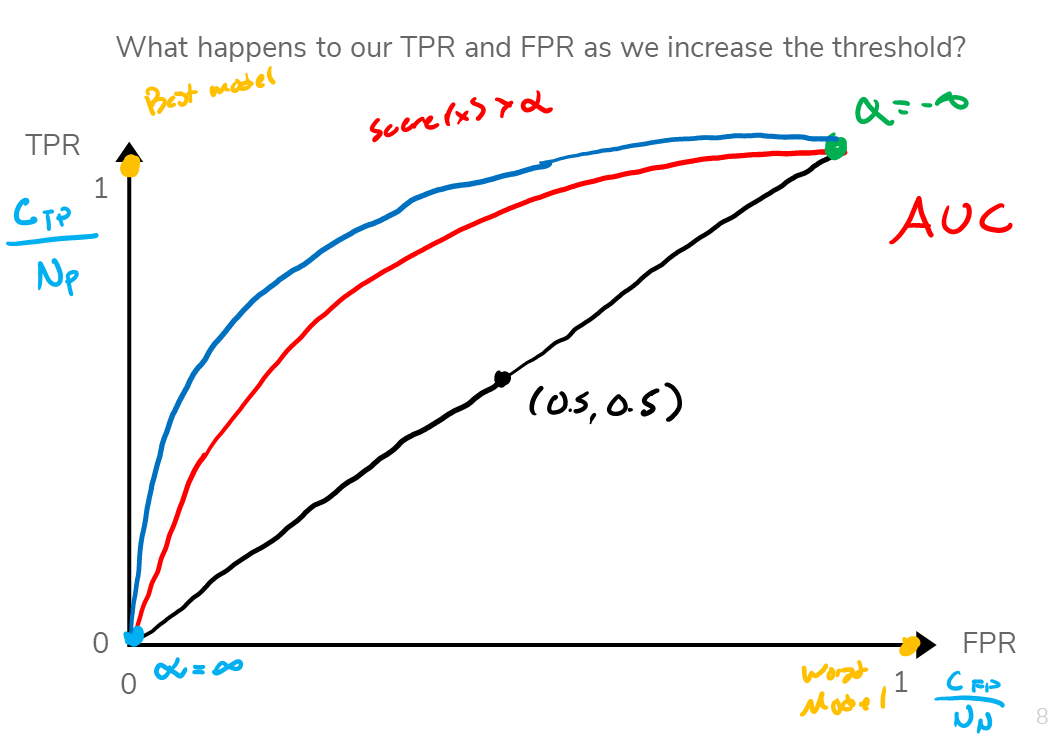 What happens to our TPR and FPR as we increase the threshold?
Best model
score(x) > α
α = -∞
TPR
1
C_TP
N_P
AUC
(0.5, 0.5)
0
α = ∞
FPR
0
Worst
Model
1
C_FP
N_N
8